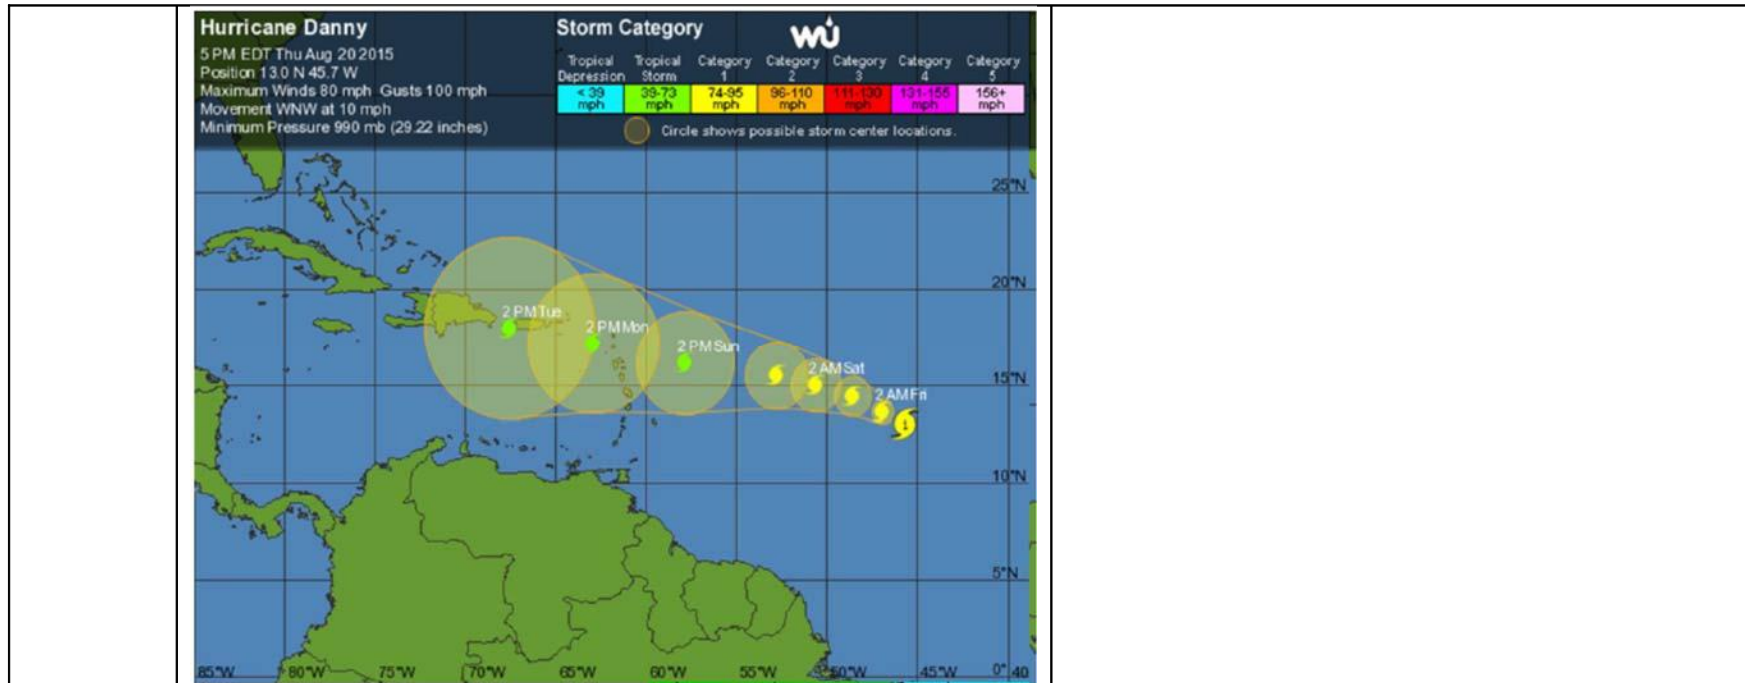 Hurricane Danny
5 PM EDT Thu Aug 20 2015
Position 13.0 N 45.7 W
Maximum Winds 80 mph Gusts 100 mph
Movement WNW at 10 mph
Minimum Pressure 990 mb (29.22 inches)
Storm Category
WU
Tropical Depression
Tropical Storm
Category 1
Category 2
Category 3
Category 4
Category 5
< 39 mph
39-73 mph
74-95 mph
96-110 mph
111-130 mph
131-155 mph
156+ mph
Circle shows possible storm center locations.
25°N
20°N
2 PM Tue
2 PM Mon
2 PM Sun
2 AM Sat
15°N
2 AM Fri
1
10°N
5°N
85°W 80°W 75°W 70°W 65°W 60°W 55°W 50°W 45°W 0° 40